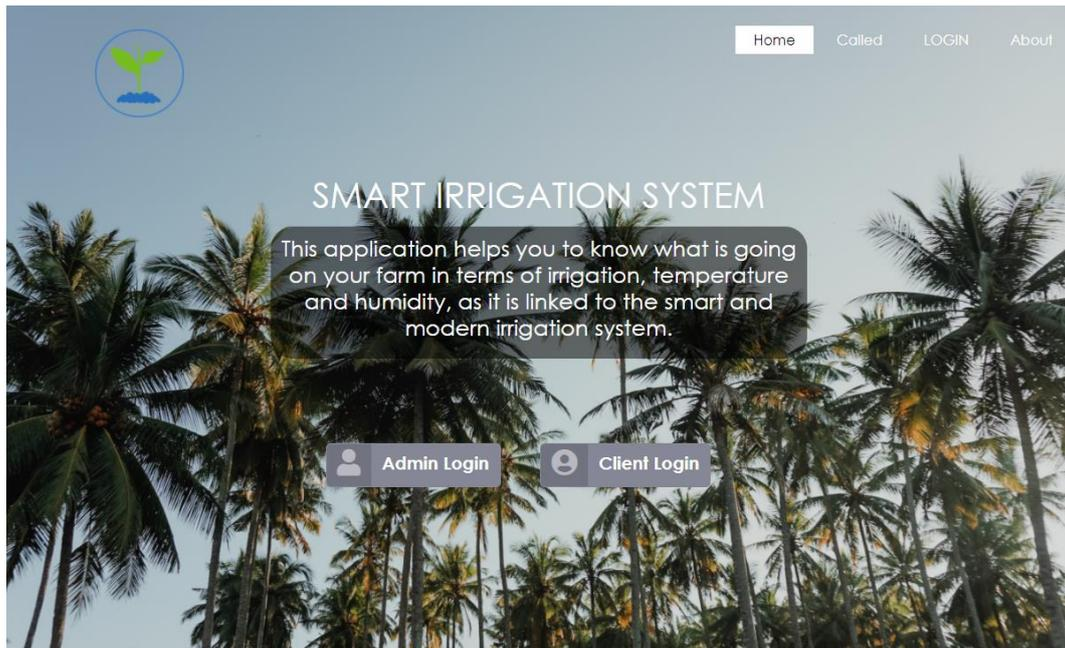 Home Called LOGIN About
SMART IRRIGATION SYSTEM
This application helps you to know what is going
on your farm in terms of irrigation, temperature
and humidity, as it is linked to the smart and
modern irrigation system.
Admin Login Client Login